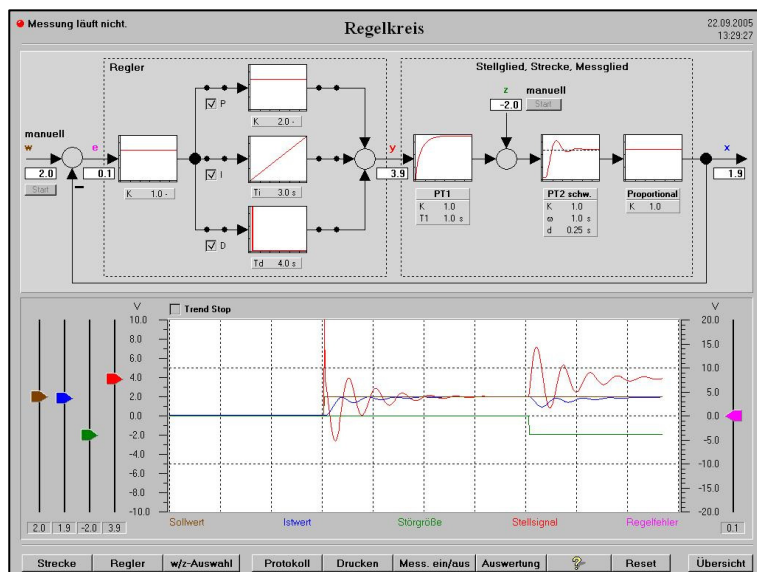 Messung läuft nicht.
Regelkreis
22.09.2005
13:29:27
Regler
Stellglied, Strecke, Messglied
manuell
w
2.0
Start
e
0.1
K 1.0 -
P
K 2.0 -
I
Ti 3.0 s
D
Td 4.0 s
y
3.9
z
-2.0
manuell
Start
PT1
K 1.0
T1 1.0 s
PT2 schw.
K 1.0
ω 1.0 s
d 0.25 s
Proportional
K 1.0
x
1.9
V
Trend Stop
V
10.0
8.0
6.0
4.0
2.0
0.0
-2.0
-4.0
-6.0
-8.0
-10.0
20.0
15.0
10.0
5.0
0.0
-5.0
-10.0
-15.0
-20.0
Sollwert Istwert Störgröße Stellsignal Regelfehler
2.0 1.9 -2.0 3.9
0.1
Strecke Regler w/z-Auswahl Protokoll Drucken Mess. ein/aus Auswertung ? Reset Übersicht